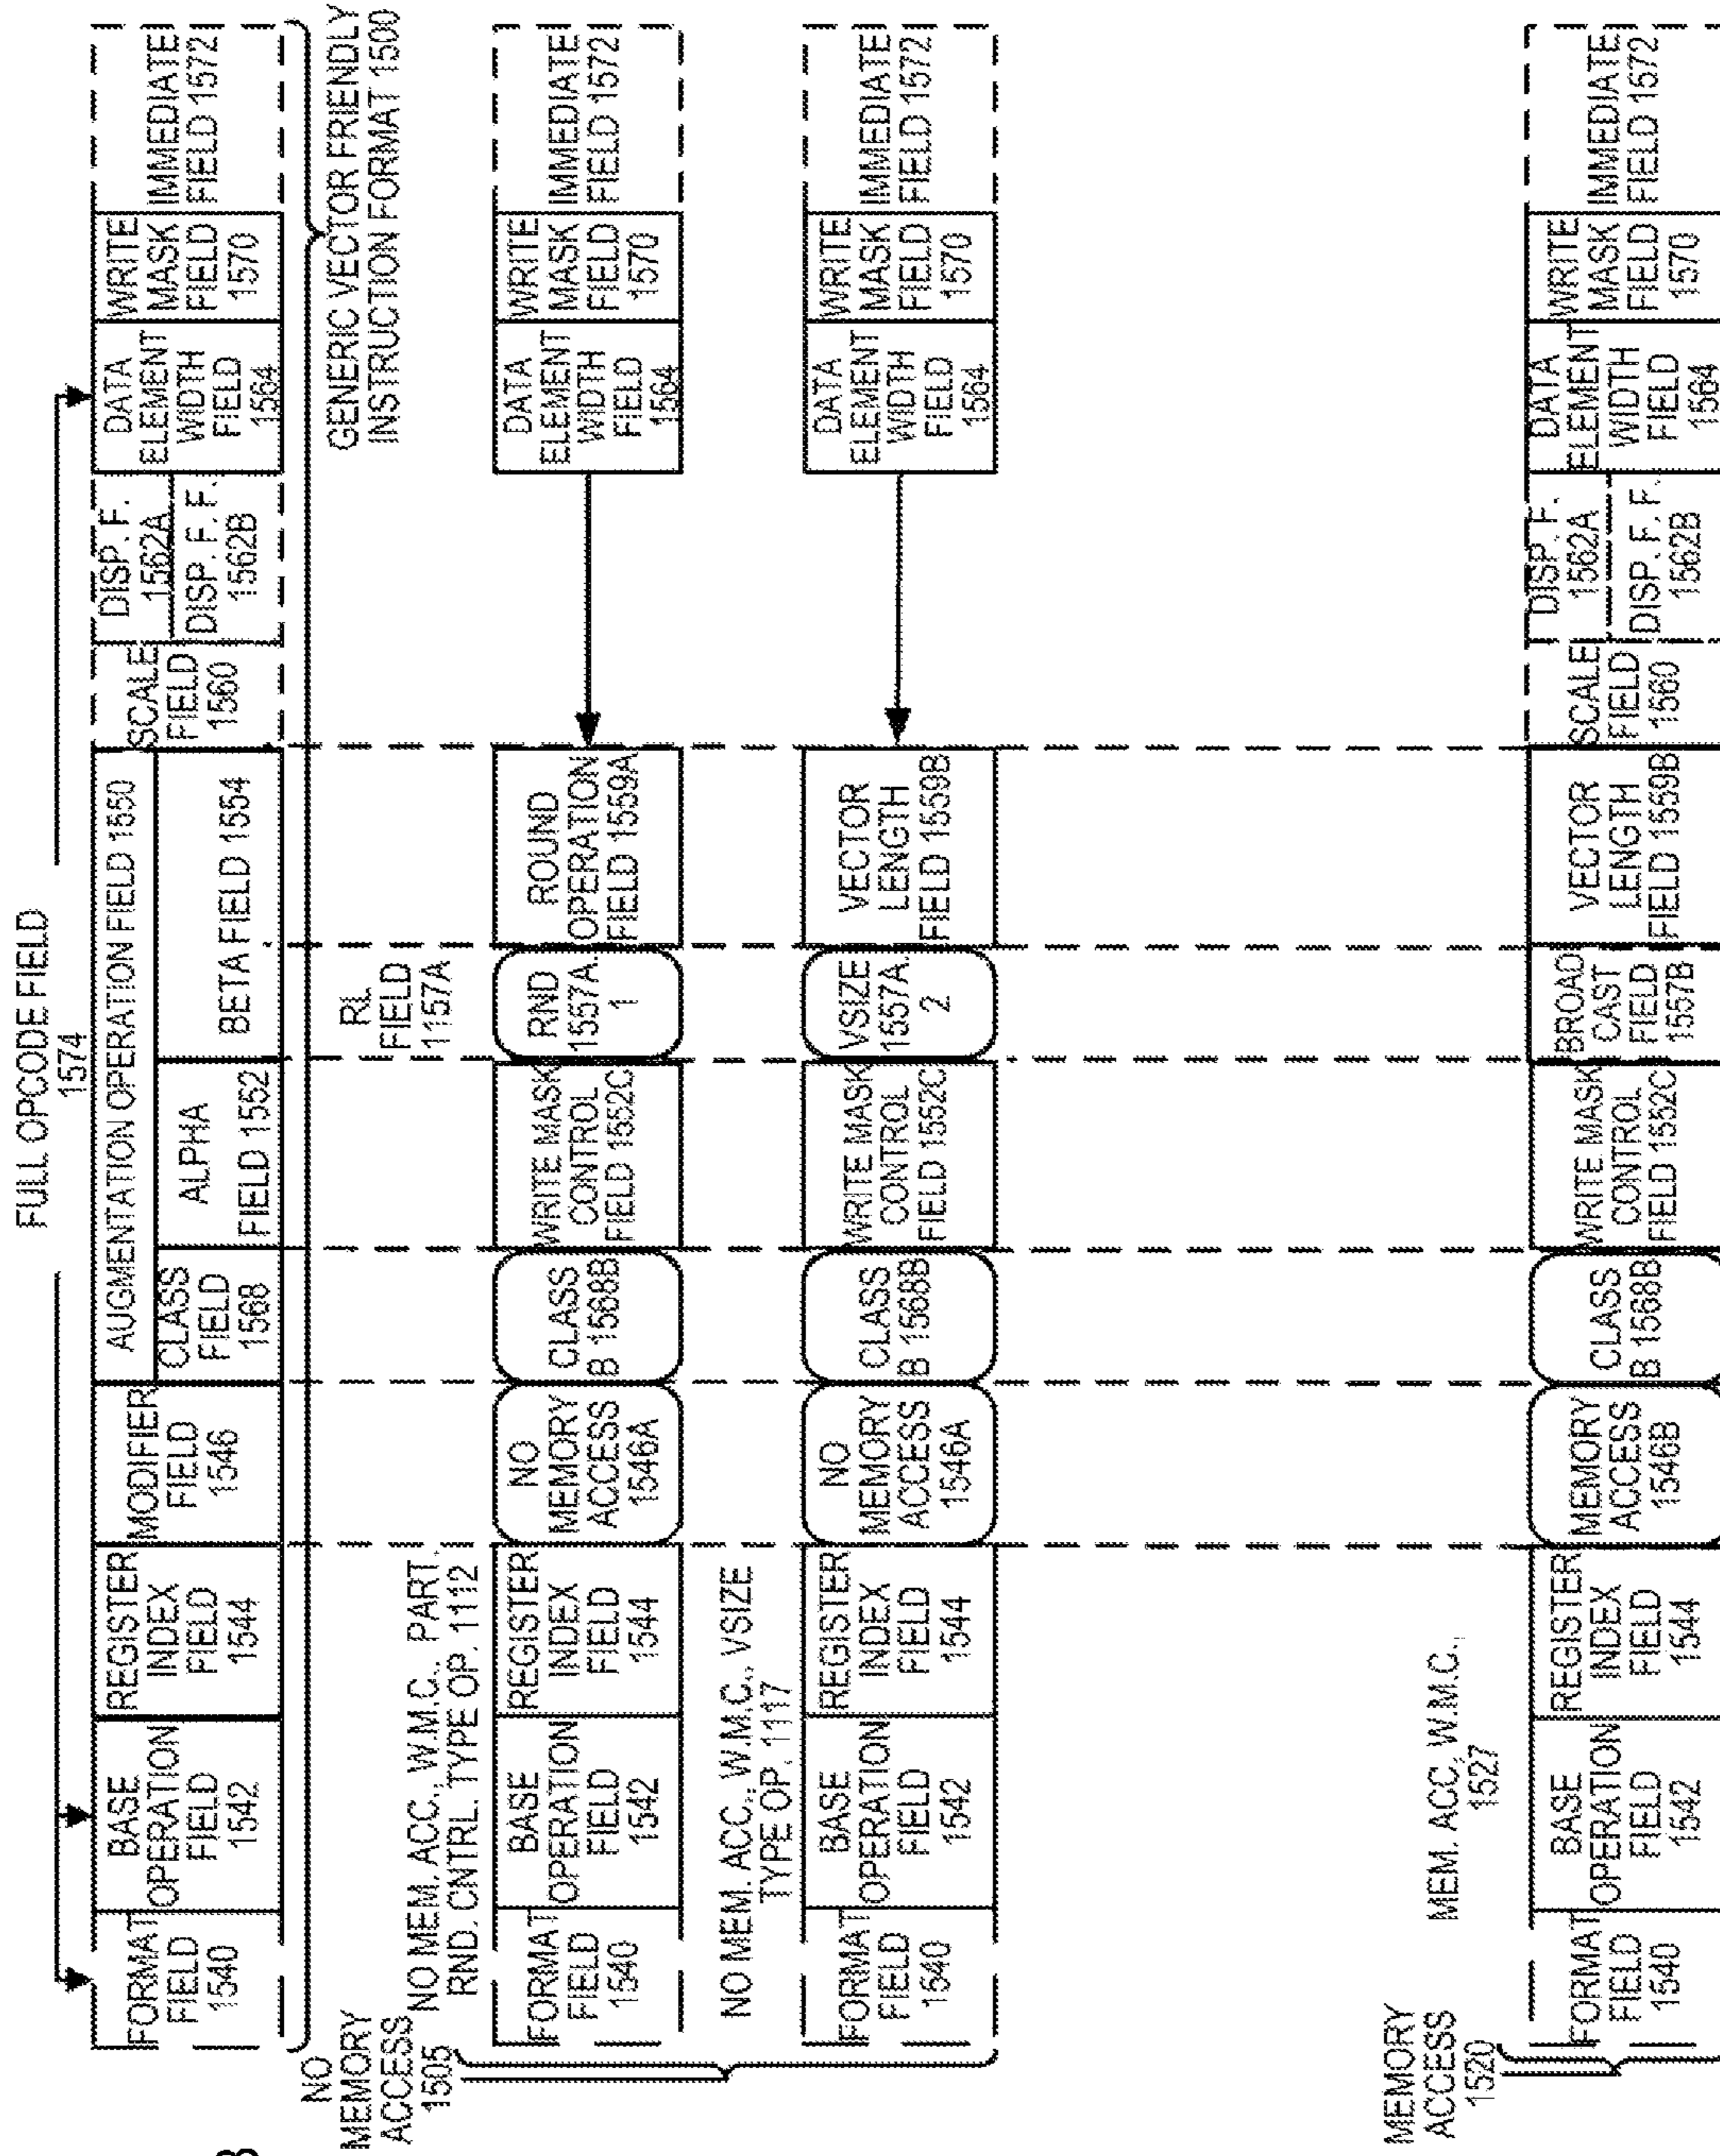 FULL OPCODE FIELD
1574
FORMAT
FIELD
1540
BASE
OPERATION
FIELD
1542
REGISTER
INDEX
FIELD
1544
MODIFIER
FIELD
1546
AUGMENTATION OPERATION FIELD 1550
CLASS
FIELD
1568
ALPHA
FIELD 1552
BETA FIELD 1554
SCALE
FIELD
1560
DISP. F.
1562A
DISP. F. F.
1562B
DATA
ELEMENT
WIDTH
FIELD
1564
WRITE
MASK
FIELD
1570
IMMEDIATE
FIELD 1572
GENERIC VECTOR FRIENDLY
INSTRUCTION FORMAT 1500
NO
MEMORY
ACCESS
1505
NO MEM. ACC., W.M.C., PART.
RND. CNTRL. TYPE OP. 1112
RL
FIELD
1157A
FORMAT
FIELD
1540
BASE
OPERATION
FIELD
1542
REGISTER
INDEX
FIELD
1544
NO
MEMORY
ACCESS
1546A
CLASS
B 1568B
WRITE MASK
CONTROL
FIELD 1552C
RND
1557A.
1
ROUND
OPERATION
FIELD 1559A
DATA
ELEMENT
WIDTH
FIELD
1564
WRITE
MASK
FIELD
1570
IMMEDIATE
FIELD 1572
NO MEM. ACC., W.M.C., VSIZE
TYPE OP. 1117
FORMAT
FIELD
1540
BASE
OPERATION
FIELD
1542
REGISTER
INDEX
FIELD
1544
NO
MEMORY
ACCESS
1546A
CLASS
B 1568B
WRITE MASK
CONTROL
FIELD 1552C
VSIZE
1557A.
2
VECTOR
LENGTH
FIELD 1559B
DATA
ELEMENT
WIDTH
FIELD
1564
WRITE
MASK
FIELD
1570
IMMEDIATE
FIELD 1572
MEMORY
ACCESS
1520
MEM. ACC, W.M.C.,
1527
FORMAT
FIELD
1540
BASE
OPERATION
FIELD
1542
REGISTER
INDEX
FIELD
1544
MEMORY
ACCESS
1546B
CLASS
B 1568B
WRITE MASK
CONTROL
FIELD 1552C
BROAD
CAST
FIELD
1557B
VECTOR
LENGTH
FIELD 1559B
SCALE
FIELD
1560
DISP. F.
1562A
DISP. F. F.
1562B
DATA
ELEMENT
WIDTH
FIELD
1564
WRITE
MASK
FIELD
1570
IMMEDIATE
FIELD 1572